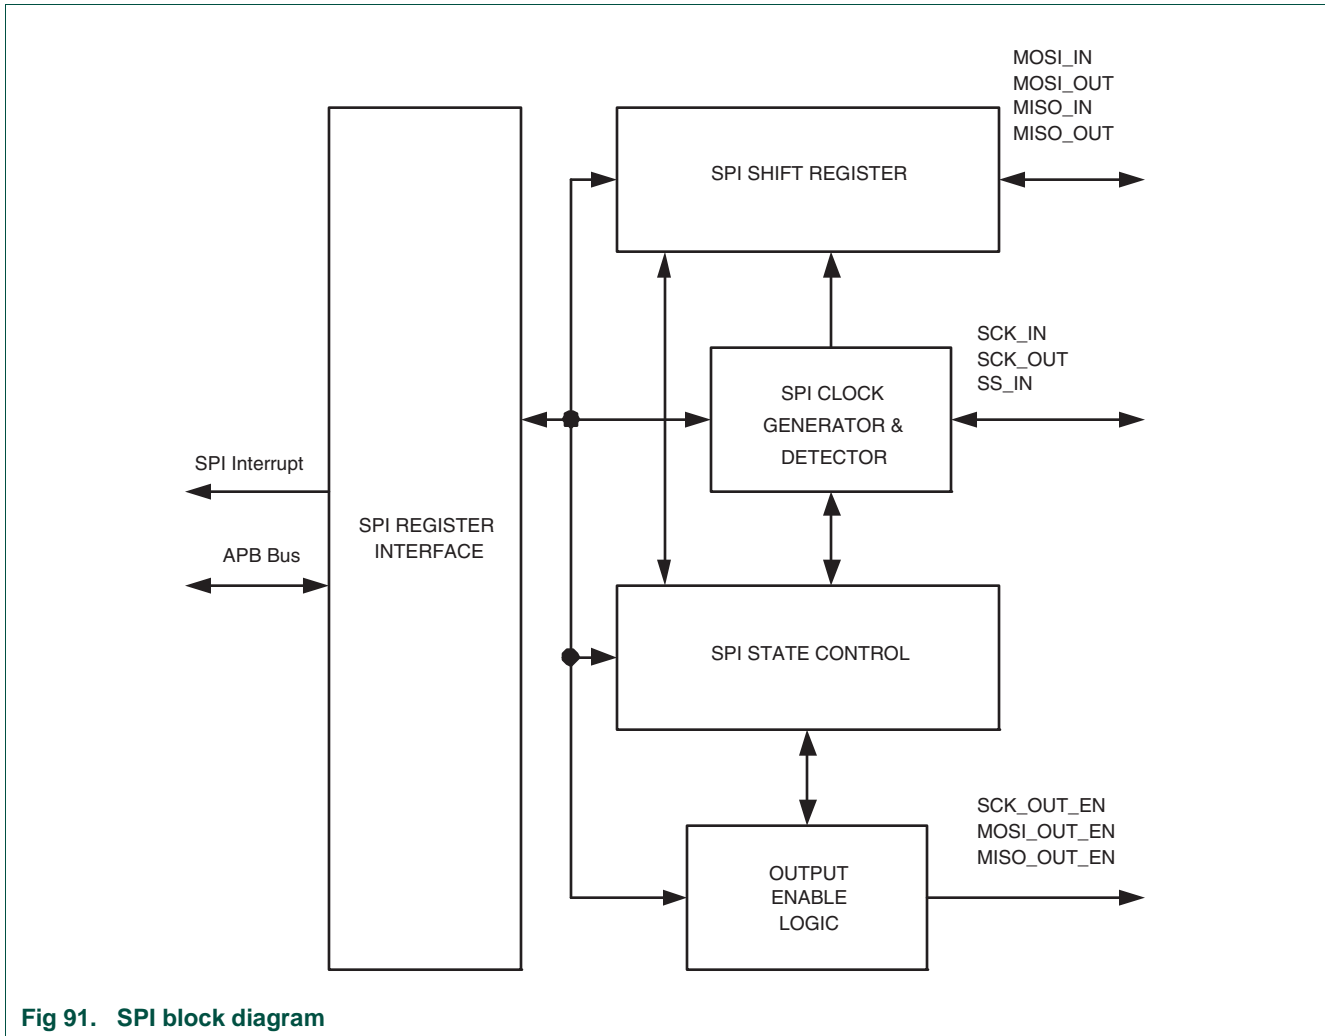 MOSI_IN
MOSI_OUT
MISO_IN
MISO_OUT
SPI SHIFT REGISTER
SCK_IN
SCK_OUT
SS_IN
SPI CLOCK
GENERATOR &
DETECTOR
SPI Interrupt
APB Bus
SPI REGISTER
INTERFACE
SPI STATE CONTROL
SCK_OUT_EN
MOSI_OUT_EN
MISO_OUT_EN
OUTPUT
ENABLE
LOGIC
Fig 91. SPI block diagram